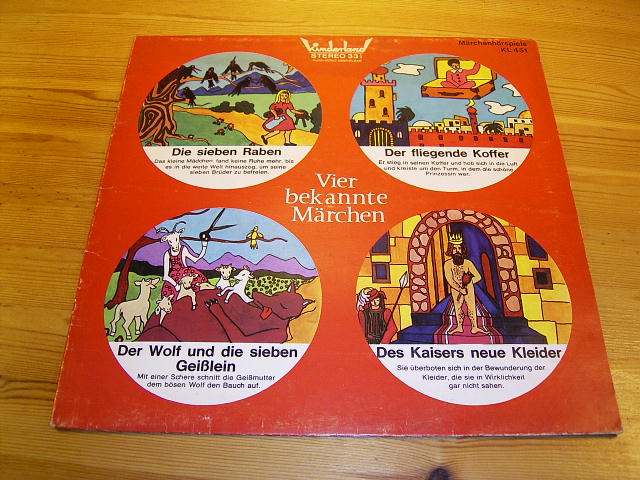 Kinderland
STEREO 33⅓
Märchenhörspiele
KL 451
Die sieben Raben
Das kleine Mädchen fand keine Ruhe mehr, bis
es in die weite Welt hinauszog, um seine
sieben Brüder zu befreien.
Der fliegende Koffer
Er stieg in seinen Koffer und hob sich in die Luft
und kreiste um den Turm, in dem die schöne
Prinzessin war.
Vier
bekannte
Märchen
Der Wolf und die sieben
Geißlein
Mit einer Schere schnitt die Geißmutter
dem bösen Wolf den Bauch auf.
Des Kaisers neue Kleider
Sie überboten sich in der Bewunderung der
Kleider, die sie in Wirklichkeit
gar nicht sahen.